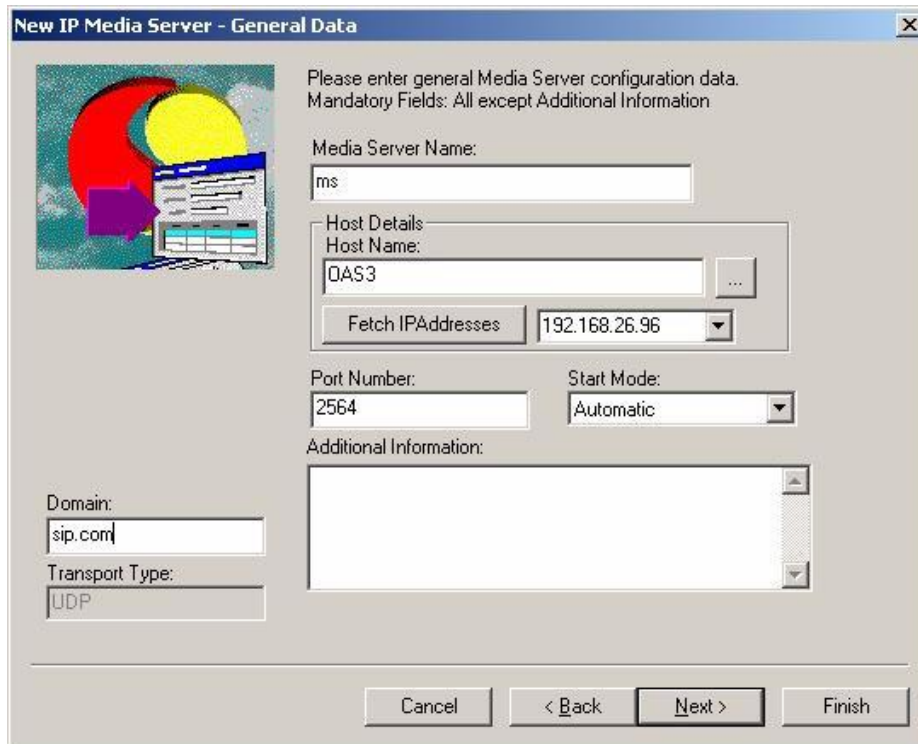 New IP Media Server - General Data
Please enter general Media Server configuration data.
Mandatory Fields: All except Additional Information
Media Server Name:
ms
Host Details
Host Name:
OAS3
...
Fetch IPAddresses
192.168.26.96
Port Number:
Start Mode:
2564
Automatic
Additional Information:
Domain:
sip.com
Transport Type:
UDP
Cancel
< Back
Next >
Finish